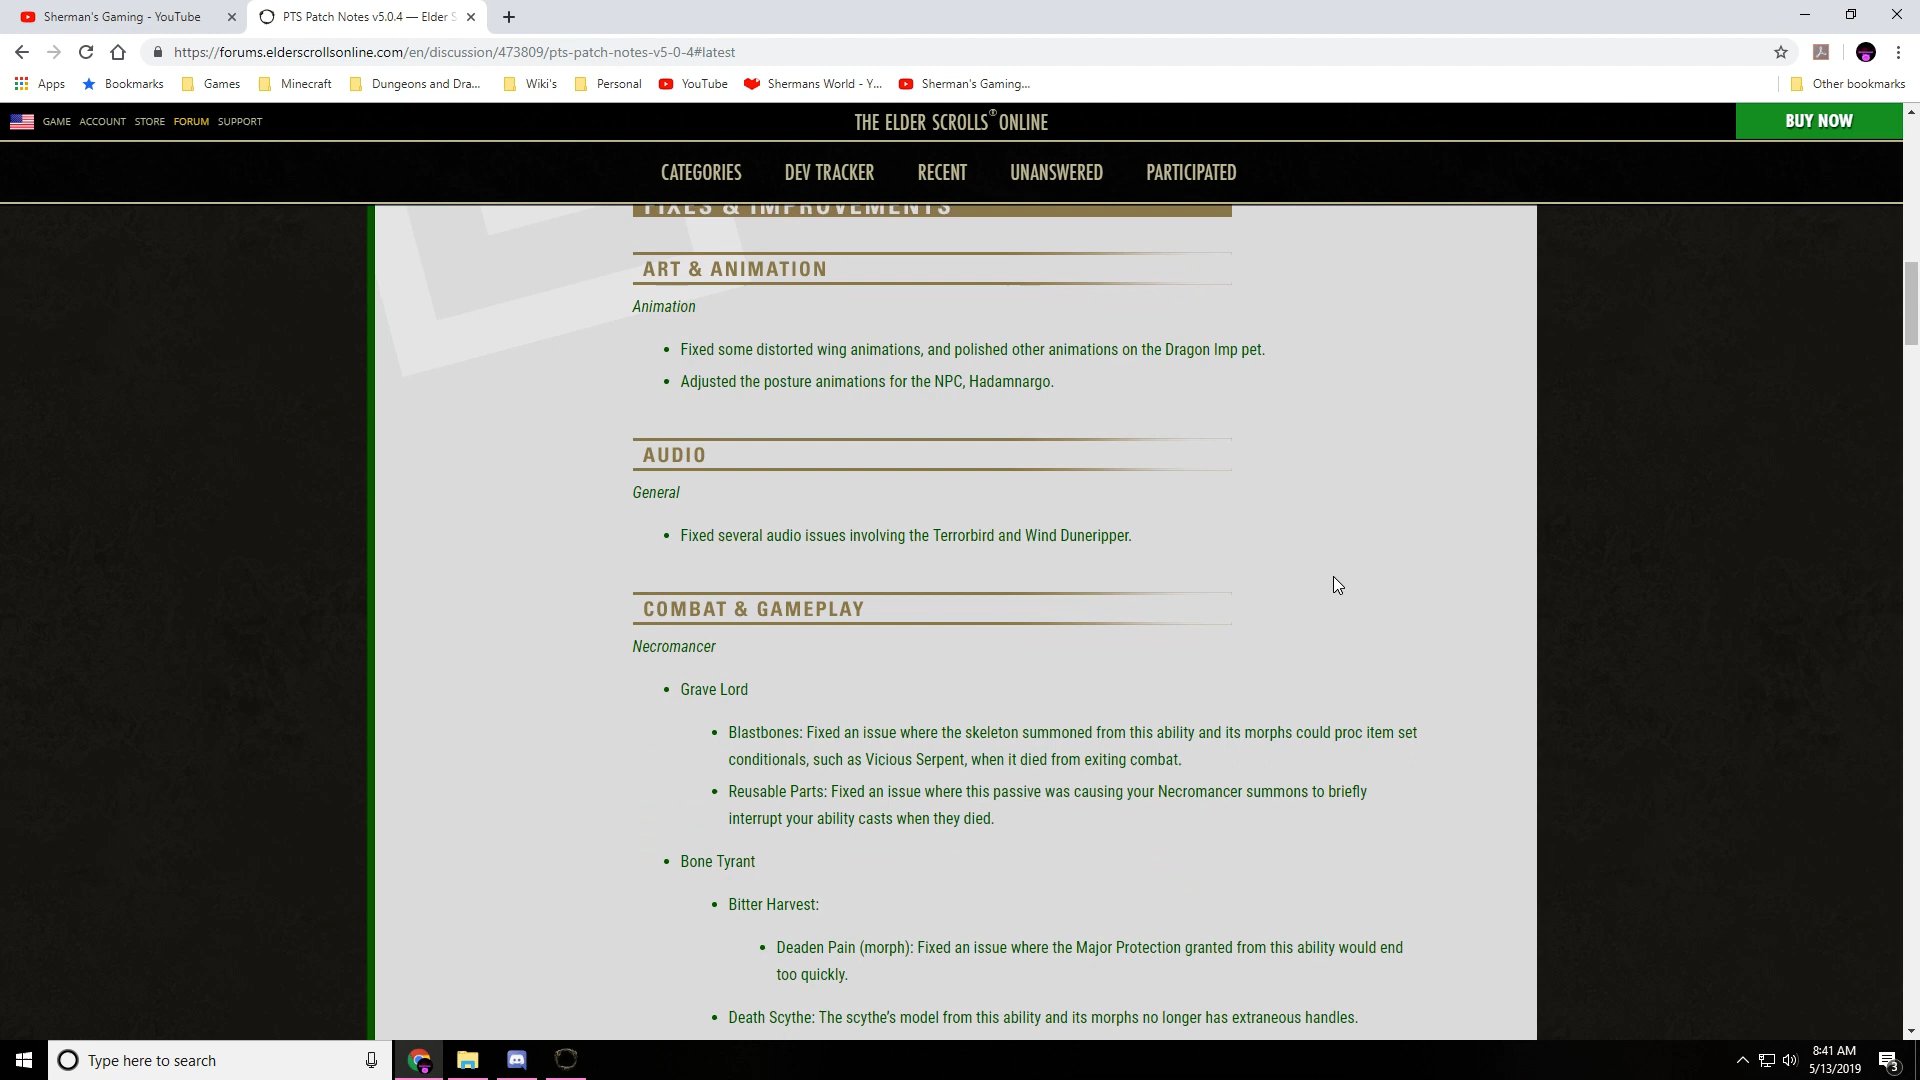 Sherman's Gaming - YouTube
PTS Patch Notes v5.0.4 — Elder S
https://forums.elderscrollsonline.com/en/discussion/473809/pts-patch-notes-v5-0-4#latest
Apps Bookmarks Games Minecraft Dungeons and Dra... Wiki's Personal YouTube Shermans World - Y... Sherman's Gaming... Other bookmarks
GAME ACCOUNT STORE FORUM SUPPORT
THE ELDER SCROLLS® ONLINE
BUY NOW
CATEGORIES DEV TRACKER RECENT UNANSWERED PARTICIPATED
FIXES & IMPROVEMENTS
ART & ANIMATION
Animation
• Fixed some distorted wing animations, and polished other animations on the Dragon Imp pet.
• Adjusted the posture animations for the NPC, Hadamnargo.
AUDIO
General
• Fixed several audio issues involving the Terrorbird and Wind Duneripper.
COMBAT & GAMEPLAY
Necromancer
• Grave Lord
• Blastbones: Fixed an issue where the skeleton summoned from this ability and its morphs could proc item set
conditionals, such as Vicious Serpent, when it died from exiting combat.
• Reusable Parts: Fixed an issue where this passive was causing your Necromancer summons to briefly
interrupt your ability casts when they died.
• Bone Tyrant
• Bitter Harvest:
• Deaden Pain (morph): Fixed an issue where the Major Protection granted from this ability would end
too quickly.
• Death Scythe: The scythe's model from this ability and its morphs no longer has extraneous handles.
Type here to search
8:41 AM
5/13/2019
3